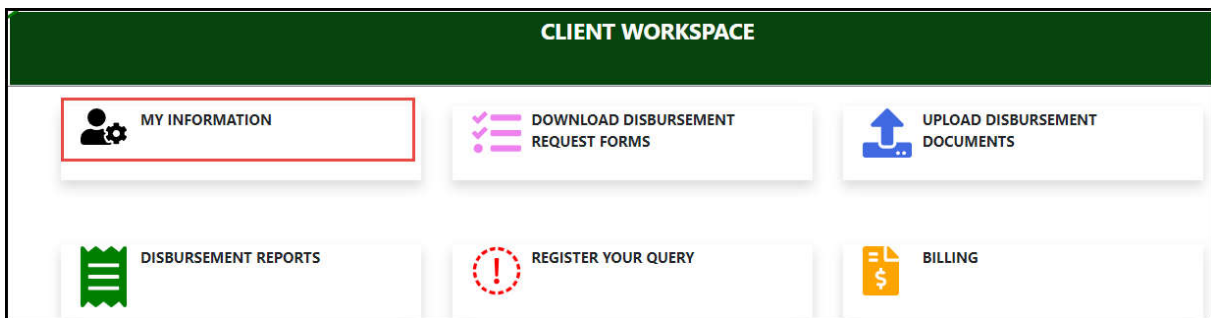 CLIENT WORKSPACE
MY INFORMATION
DOWNLOAD DISBURSEMENT
REQUEST FORMS
UPLOAD DISBURSEMENT
DOCUMENTS
DISBURSEMENT REPORTS
REGISTER YOUR QUERY
BILLING